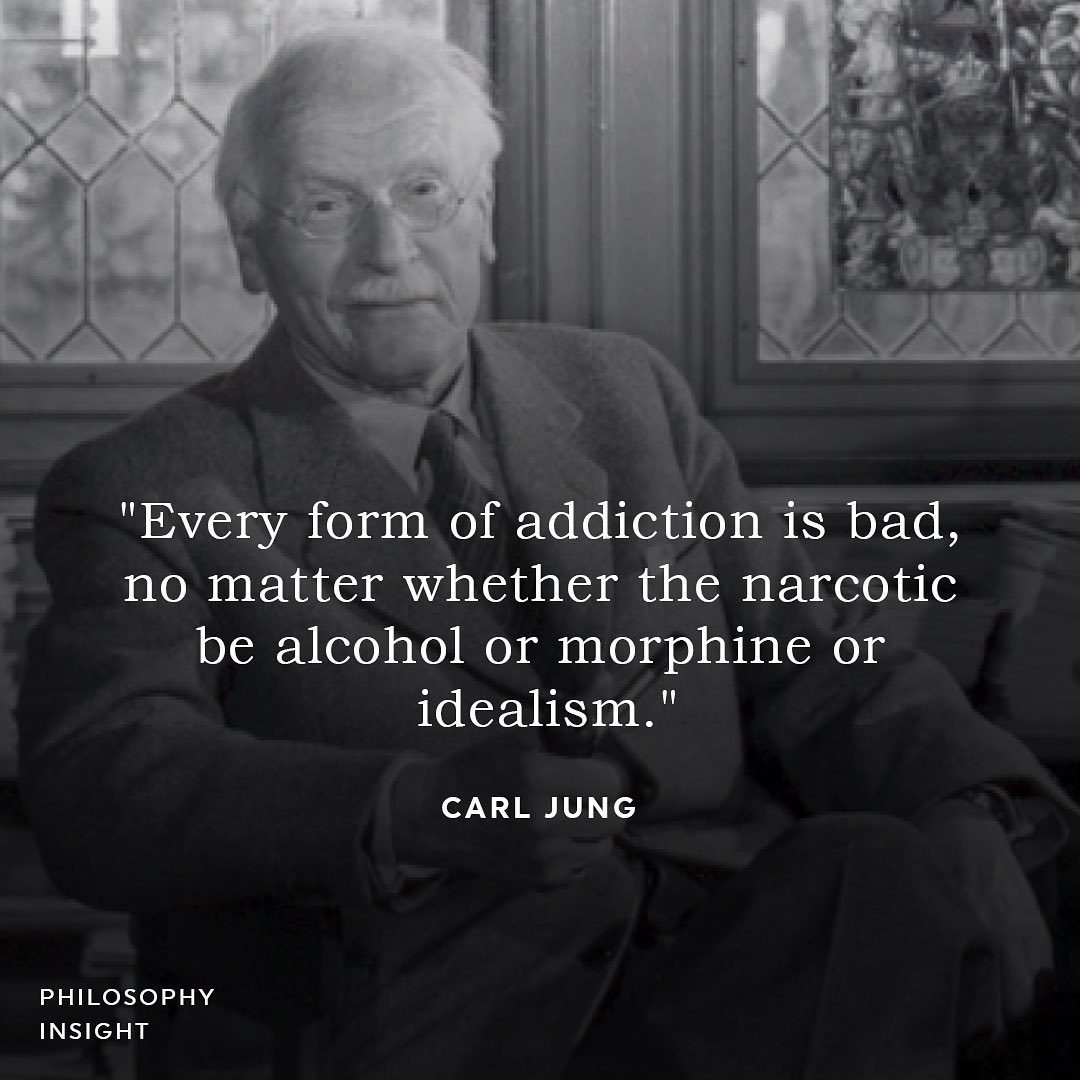 "Every form of addiction is bad,
no matter whether the narcotic
be alcohol or morphine or
idealism."
CARL JUNG
PHILOSOPHY
INSIGHT